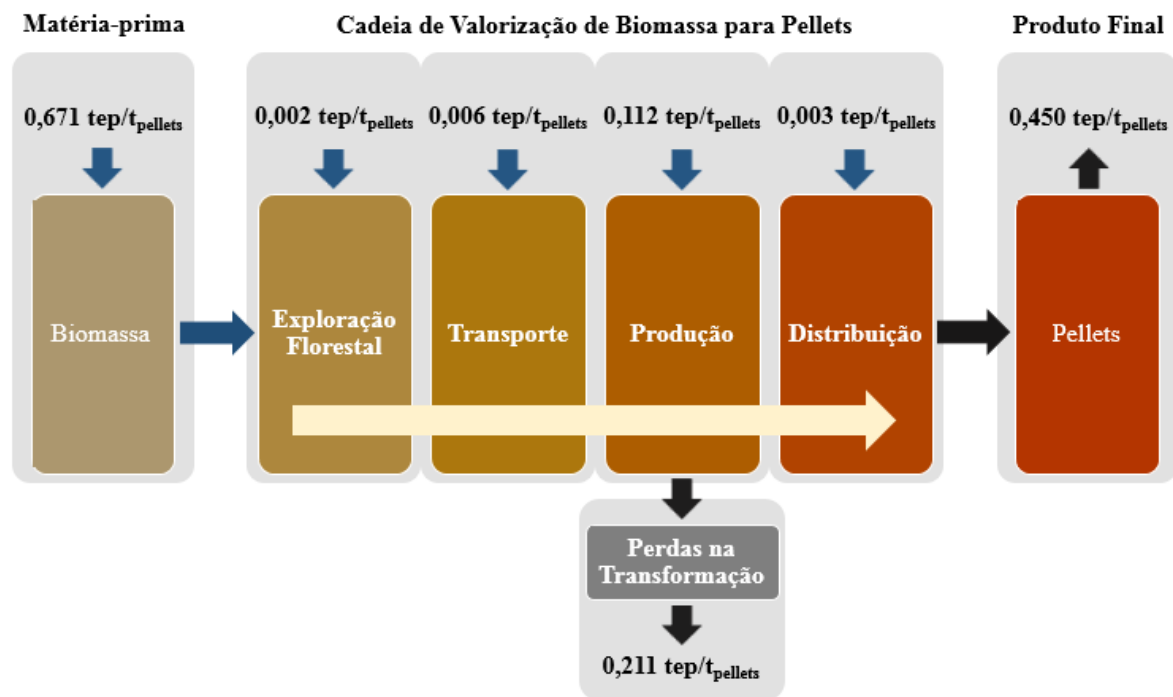 Matéria-prima
Cadeia de Valorização de Biomassa para Pellets
Produto Final
0,671 tep/tpellets
0,002 tep/tpellets
0,006 tep/tpellets
0,112 tep/tpellets
0,003 tep/tpellets
0,450 tep/tpellets
Biomassa
Exploração
Florestal
Transporte
Produção
Distribuição
Pellets
Perdas na
Transformação
0,211 tep/tpellets